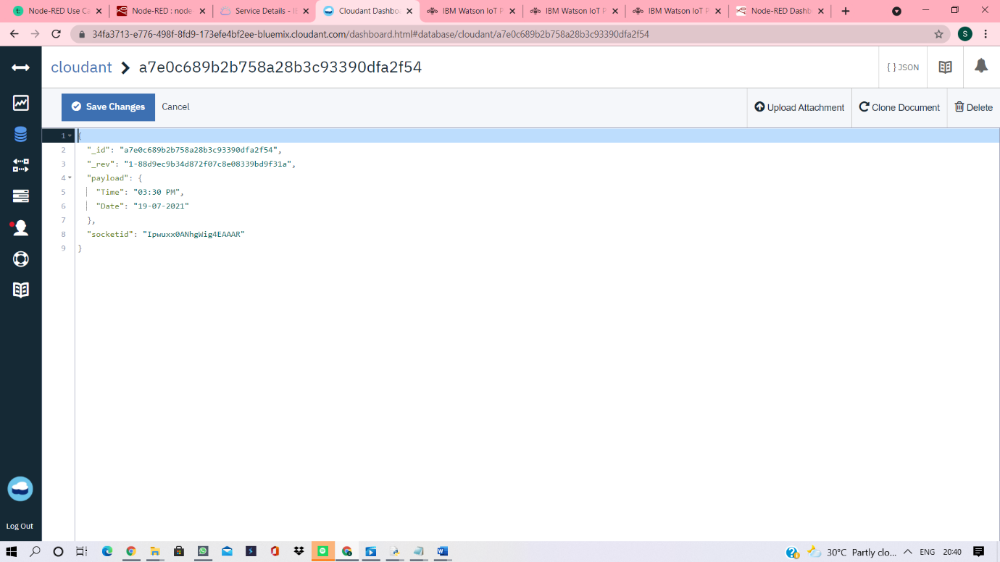 Node-RED Use Ca
Node-RED : node
Service Details - IE
Cloudant Dashbo
IBM Watson IoT P
IBM Watson IoT P
IBM Watson IoT P
Node-RED Dashb
34fa3713-e776-498f-8fd9-173efe4bf2ee-bluemix.cloudant.com/dashboard.html#database/cloudant/a7e0c689b2b758a28b3c93390dfa2f54
S
cloudant > a7e0c689b2b758a28b3c93390dfa2f54
{ } JSON
Save Changes
Cancel
Upload Attachment
Clone Document
Delete
1 {
2 "_id": "a7e0c689b2b758a28b3c93390dfa2f54",
3 "_rev": "1-88d9ec9b34d872f07c8e08339bd9f31a",
4 "payload": {
5 "Time": "03:30 PM",
6 "Date": "19-07-2021"
7 },
8 "socketid": "Ipwuxx0ANhgWig4EAAAR"
9 }
Log Out
30°C Partly clo...
ENG
20:40